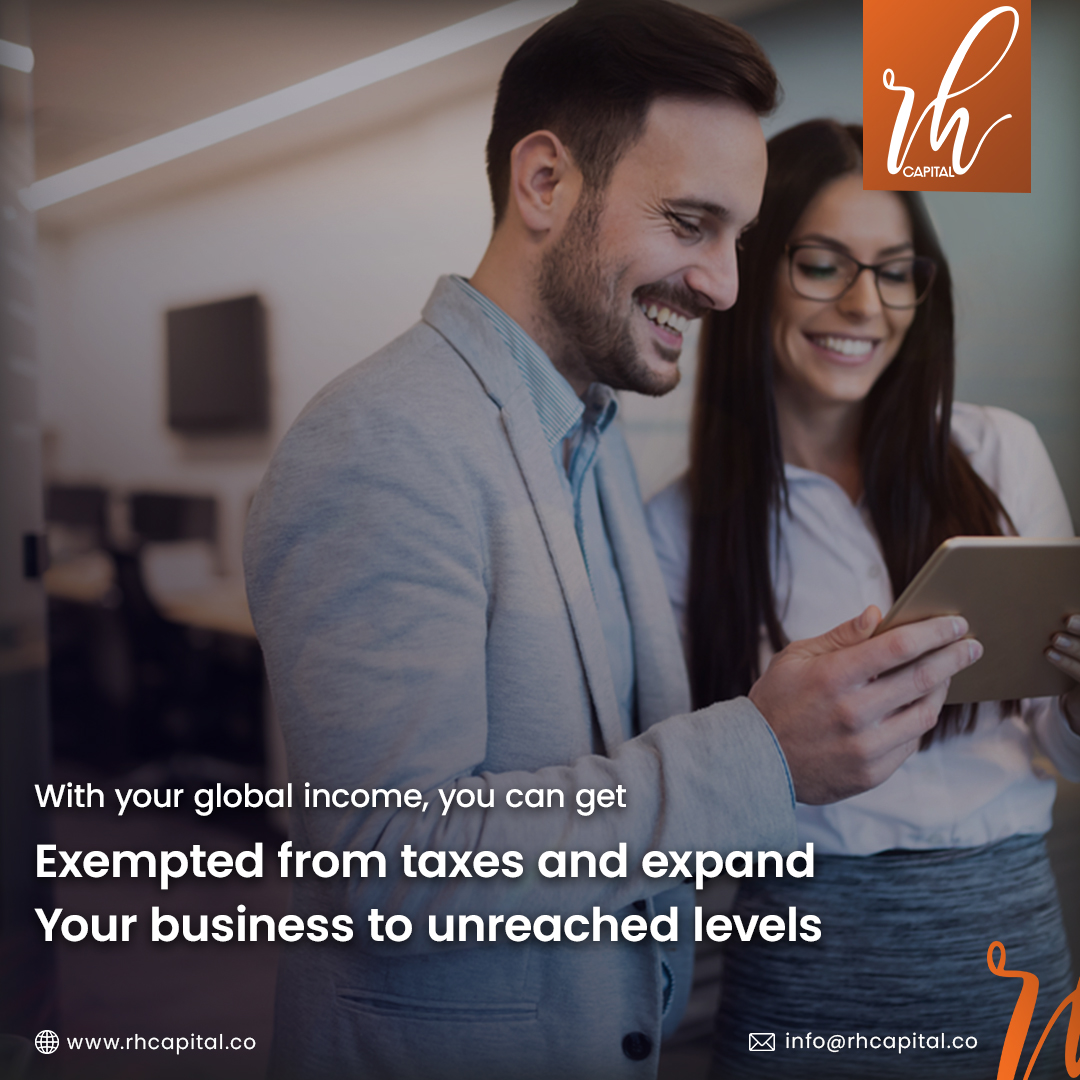 rh
CAPITAL
With your global income, you can get
Exempted from taxes and expand
Your business to unreached levels
www.rhcapital.co
info@rhcapital.co